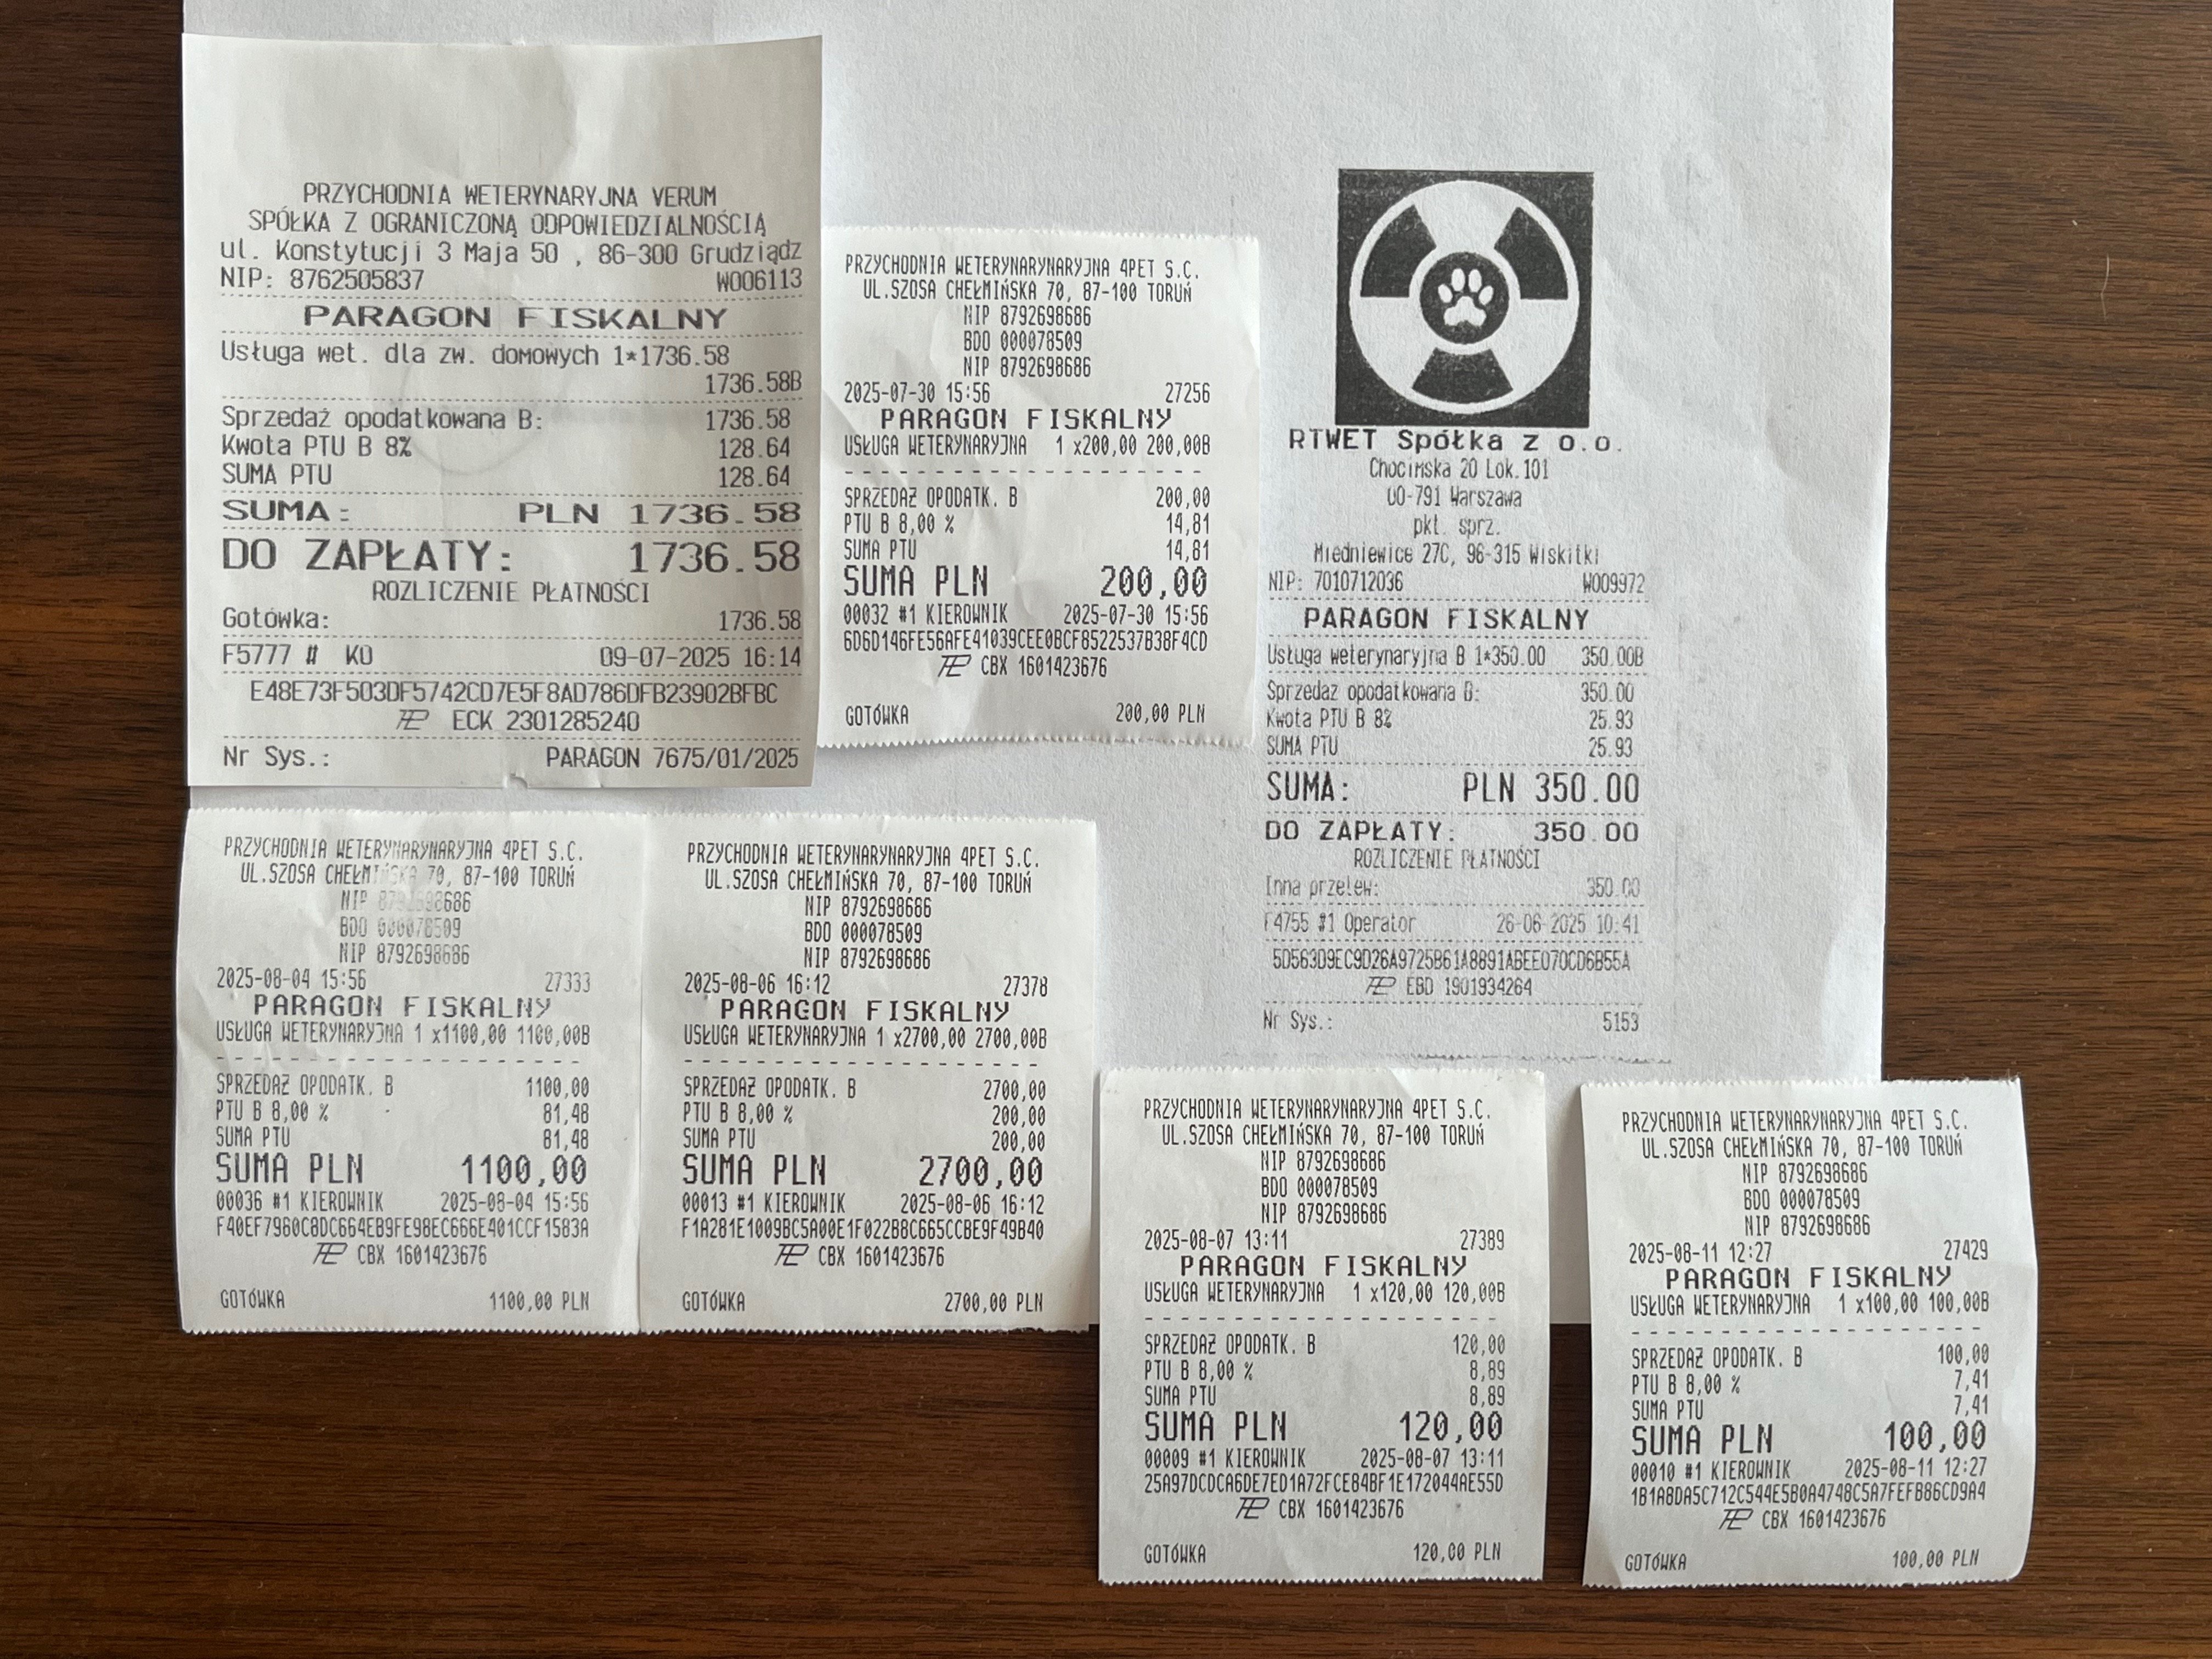 PRZYCHODNIA WETERYNARYJNA VERUM
SPÓŁKA Z OGRANICZONĄ ODPOWIEDZIALNOŚCIĄ
ul. Konstytucji 3 Maja 50 , 86-300 Grudziądz
NIP: 8762505837 W006113
PARAGON FISKALNY
Usługa wet. dla zw. domowych 1*1736.58
1736.58B
Sprzedaż opodatkowana B: 1736.58
Kwota PTU B 8% 128.64
SUMA PTU 128.64
SUMA: PLN 1736.58
DO ZAPŁATY: 1736.58
ROZLICZENIE PŁATNOŚCI
Gotówka: 1736.58
F5777 # KO 09-07-2025 16:14
E48E73F503DF5742CD7E5F8AD786DFB23902BFBC
ECK 2301285240
Nr Sys.: PARAGON 7675/01/2025
PRZYCHODNIA WETERYNARYNARYJNA 4PET S.C.
UL.SZOSA CHEŁMIŃSKA 70, 87-100 TORUŃ
NIP 8792698686
BDO 000078509
NIP 8792698686
2025-07-30 15:56 27256
PARAGON FISKALNY
USŁUGA WETERYNARYJNA 1 x200,00 200,00B
SPRZEDAŻ OPODATK. B 200,00
PTU B 8,00 % 14,81
SUMA PTU 14,81
SUMA PLN 200,00
00032 #1 KIEROWNIK 2025-07-30 15:56
6D6D146FE56AFE41039CEE0BCF8522537B38F4CD
CBX 1601423676
GOTÓWKA 200,00 PLN
RTWET Spółka z o.o.
Chocimska 20 Lok.101
00-791 Warszawa
pkt. sprz.
Miedniewice 27C, 96-315 Wiskitki
NIP: 7010712036 W009972
PARAGON FISKALNY
Usługa weterynaryjna B 1*350.00 350.00B
Sprzedaż opodatkowana B: 350.00
Kwota PTU B 8% 25.93
SUMA PTU 25.93
SUMA: PLN 350.00
DO ZAPŁATY: 350.00
ROZLICZENIE PŁATNOŚCI
Inna przelew: 350.00
F4755 #1 Operator 26-06-2025 10:41
5D563D9EC9D26A9725B61A8891A6EE070CD6B55A
EBD 1901934264
Nr Sys.: 5153
PRZYCHODNIA WETERYNARYNARYJNA 4PET S.C.
UL.SZOSA CHEŁMIŃSKA 70, 87-100 TORUŃ
NIP 8792698686
BDO 000078509
NIP 8792698686
2025-08-04 15:56 27333
PARAGON FISKALNY
USŁUGA WETERYNARYJNA 1 x1100,00 1100,00B
SPRZEDAŻ OPODATK. B 1100,00
PTU B 8,00 % 81,48
SUMA PTU 81,48
SUMA PLN 1100,00
00036 #1 KIEROWNIK 2025-08-04 15:56
F40EF7960C8DC664EB9FE98EC666E401CCF1583A
CBX 1601423676
GOTÓWKA 1100,00 PLN
PRZYCHODNIA WETERYNARYNARYJNA 4PET S.C.
UL.SZOSA CHEŁMIŃSKA 70, 87-100 TORUŃ
NIP 8792698686
BDO 000078509
NIP 8792698686
2025-08-06 16:12 27378
PARAGON FISKALNY
USŁUGA WETERYNARYJNA 1 x2700,00 2700,00B
SPRZEDAŻ OPODATK. B 2700,00
PTU B 8,00 % 200,00
SUMA PTU 200,00
SUMA PLN 2700,00
00013 #1 KIEROWNIK 2025-08-06 16:12
F1A281E1009BC5A00E1F022B8C665CCBE9F49B40
CBX 1601423676
GOTÓWKA 2700,00 PLN
PRZYCHODNIA WETERYNARYNARYJNA 4PET S.C.
UL.SZOSA CHEŁMIŃSKA 70, 87-100 TORUŃ
NIP 8792698686
BDO 000078509
NIP 8792698686
2025-08-07 13:11 27389
PARAGON FISKALNY
USŁUGA WETERYNARYJNA 1 x120,00 120,00B
SPRZEDAŻ OPODATK. B 120,00
PTU B 8,00 % 8,89
SUMA PTU 8,89
SUMA PLN 120,00
00009 #1 KIEROWNIK 2025-08-07 13:11
25A97DCDCA6DE7ED1A72FCE84BF1E172044AE55D
CBX 1601423676
GOTÓWKA 120,00 PLN
PRZYCHODNIA WETERYNARYNARYJNA 4PET S.C.
UL.SZOSA CHEŁMIŃSKA 70, 87-100 TORUŃ
NIP 8792698686
BDO 000078509
NIP 8792698686
2025-08-11 12:27 27429
PARAGON FISKALNY
USŁUGA WETERYNARYJNA 1 x100,00 100,00B
SPRZEDAŻ OPODATK. B 100,00
PTU B 8,00 % 7,41
SUMA PTU 7,41
SUMA PLN 100,00
00010 #1 KIEROWNIK 2025-08-11 12:27
1B1A8DA5C712C544E5B0A4748C5A7FEFB86CD9A4
CBX 1601423676
GOTÓWKA 100,00 PLN